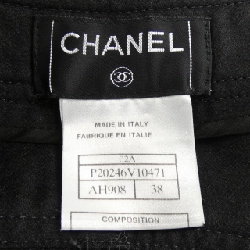 CHANEL
MADE IN ITALY
FABRIQUE EN ITALIE
02A
P20246V10471
AH908 38
COMPOSITION